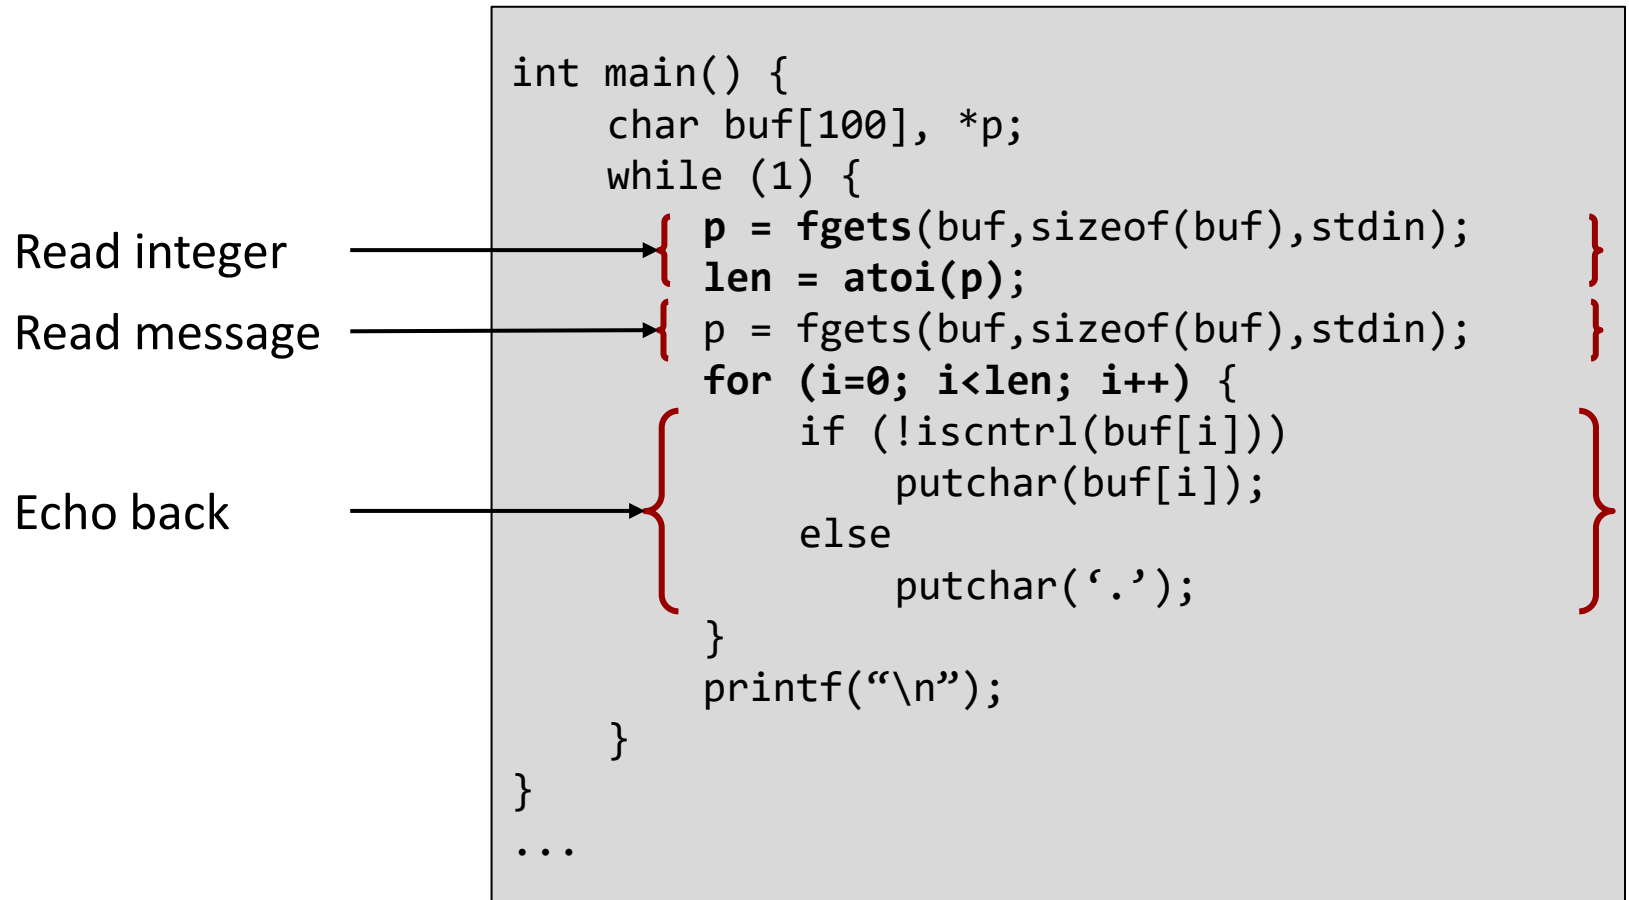 int main() {
char buf[100], *p;
while (1) {
Read integer
p = fgets(buf,sizeof(buf),stdin);
len = atoi(p);
Read message
p = fgets(buf,sizeof(buf),stdin);
for (i=0; i<len; i++) {
Echo back
if (!iscntrl(buf[i]))
putchar(buf[i]);
else
putchar(‘.’);
}
printf(“\n”);
}
}
...